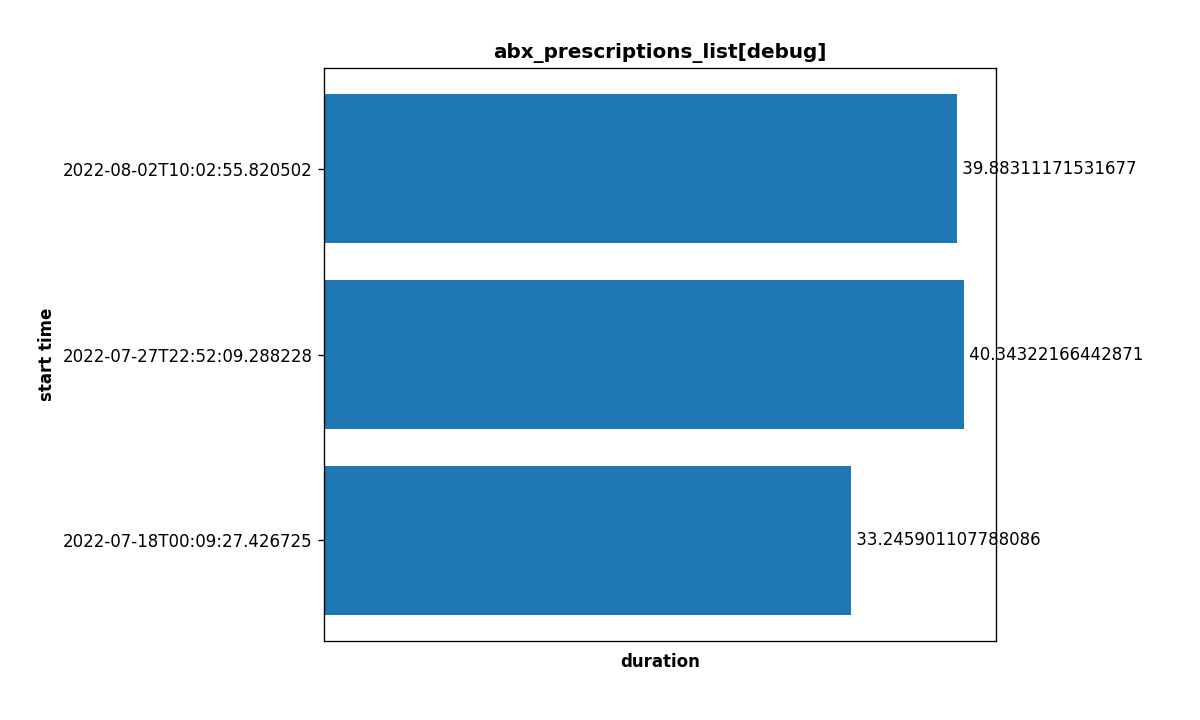 abx_prescriptions_list[debug]
2022-08-02T10:02:55.820502
39.88311171531677
2022-07-27T22:52:09.288228
40.34322166442871
2022-07-18T00:09:27.426725
33.245901107788086
start time
duration